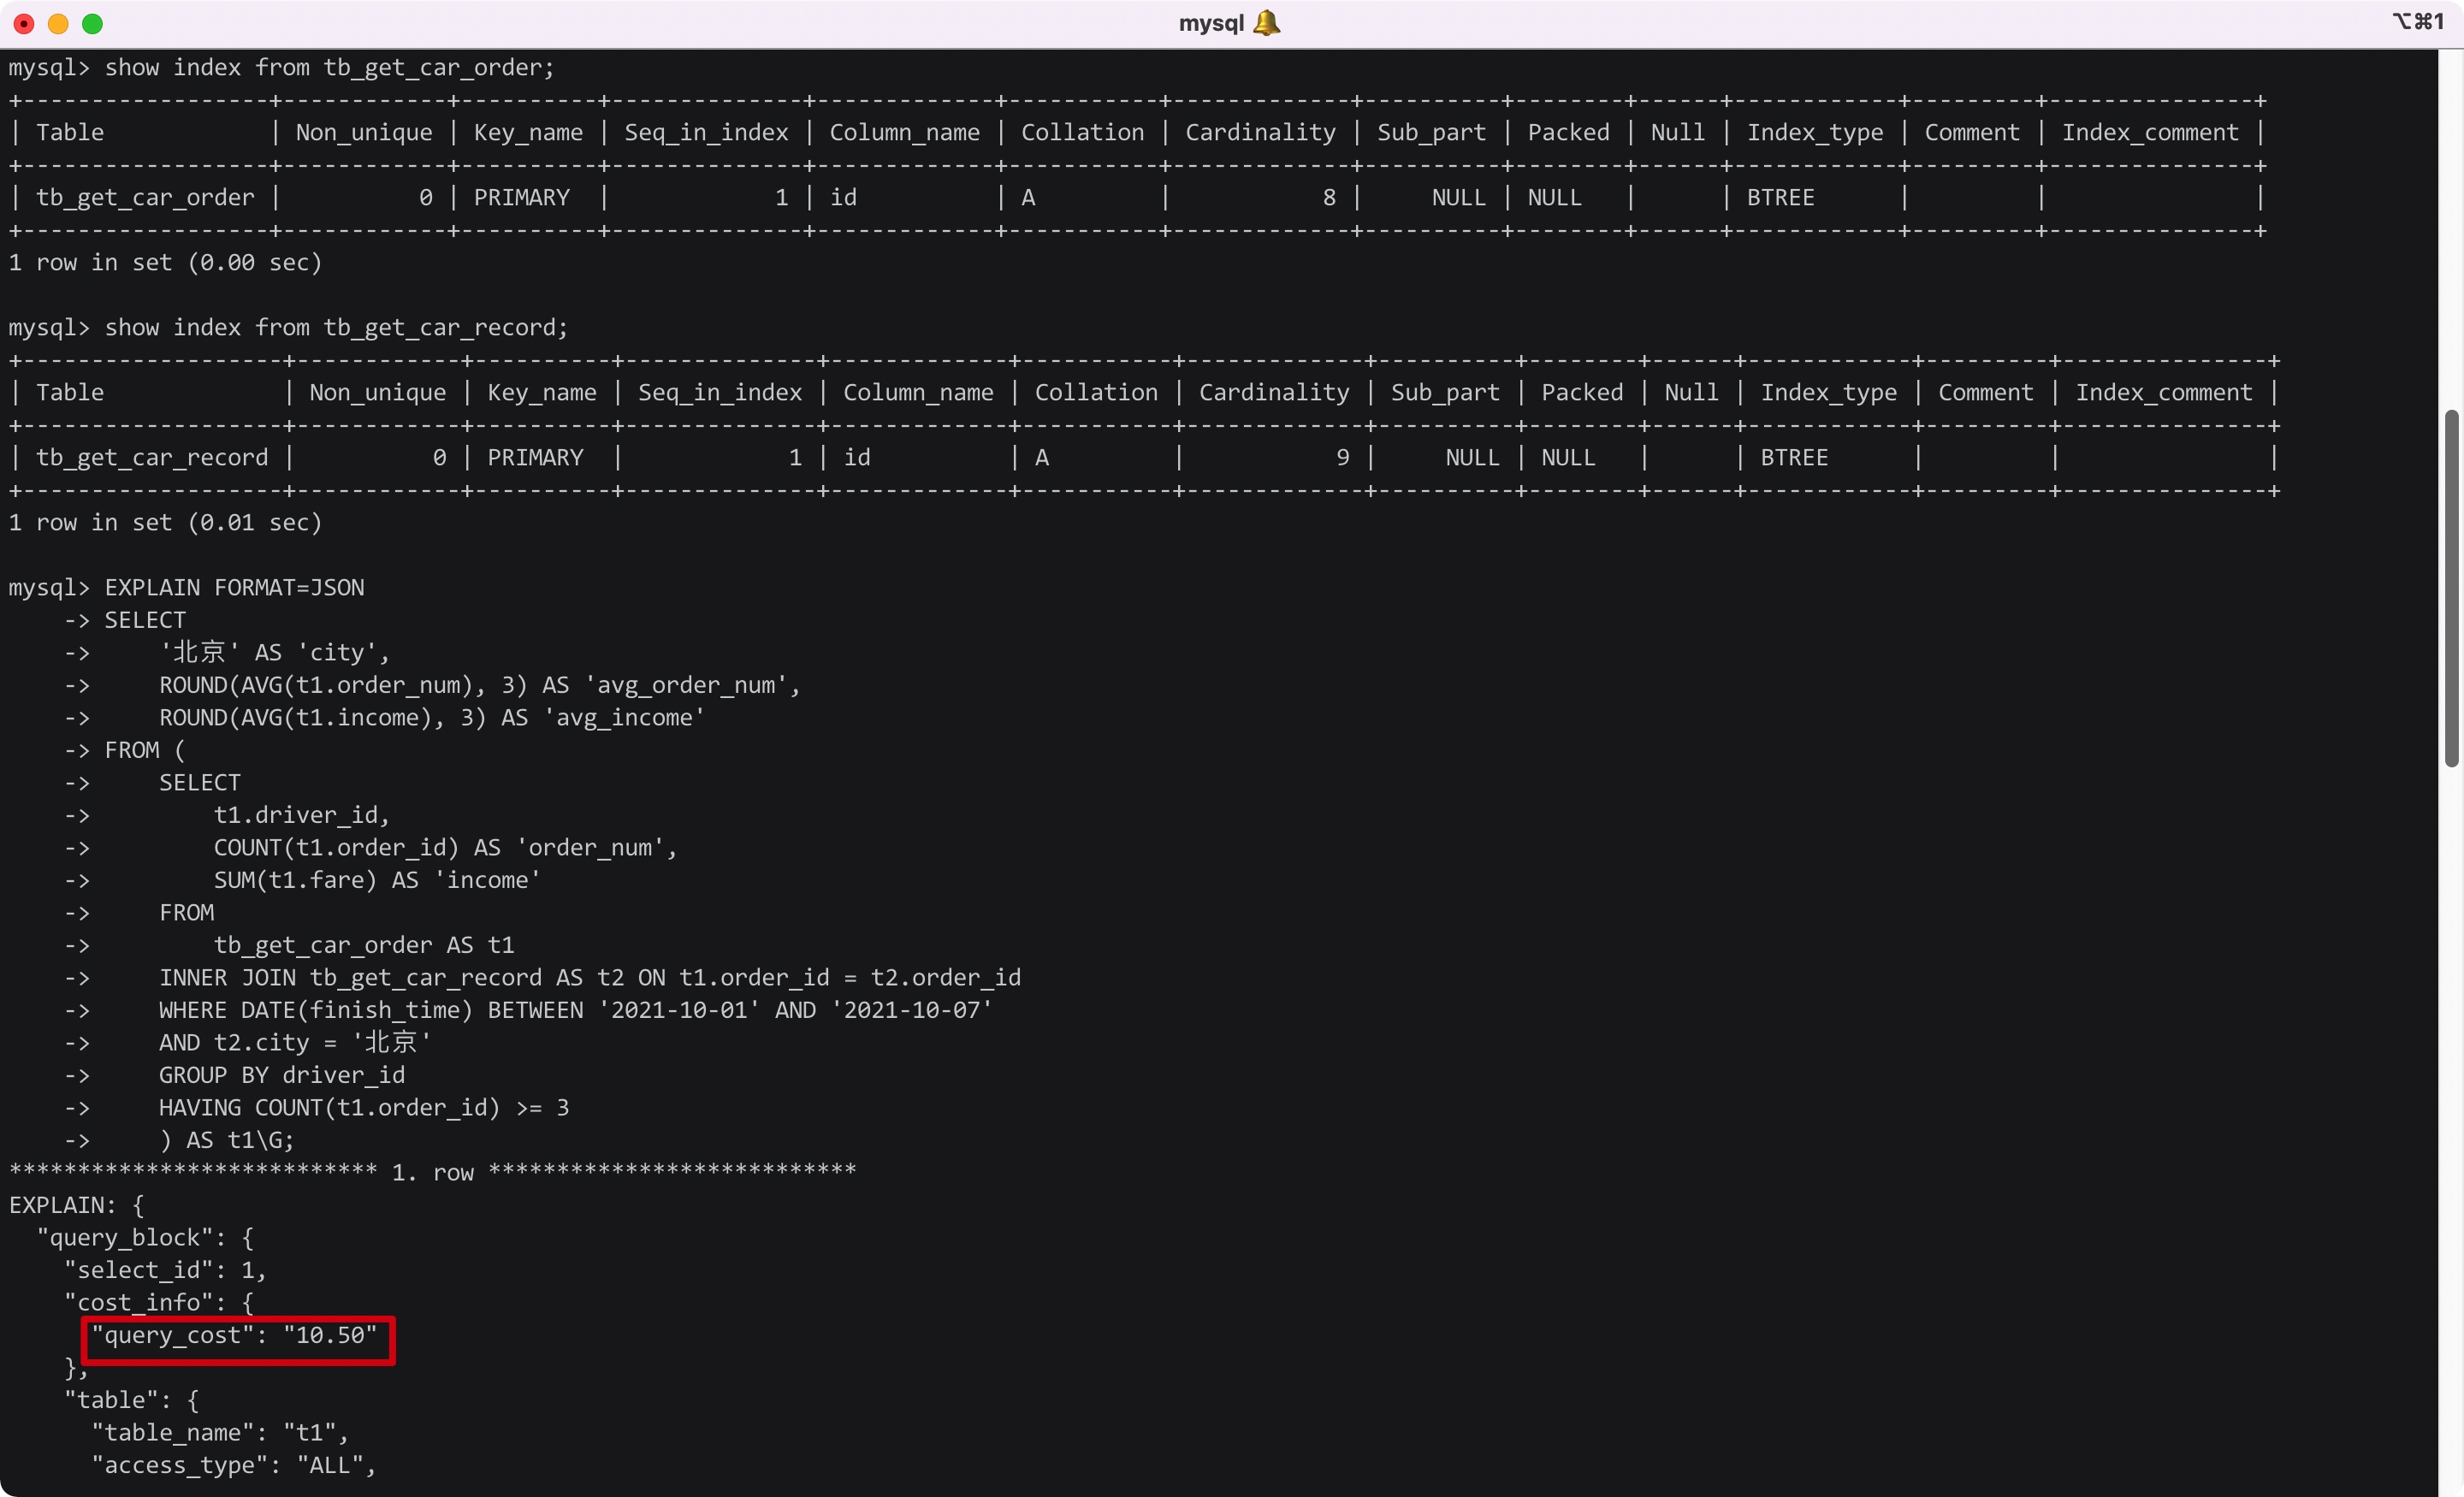 mysql 🔔 ⌥⌘1
mysql> show index from tb_get_car_order;
+------------------+------------+----------+--------------+-------------+-----------+-------------+----------+--------+------+------------+---------+---------------+
| Table            | Non_unique | Key_name | Seq_in_index | Column_name | Collation | Cardinality | Sub_part | Packed | Null | Index_type | Comment | Index_comment |
+------------------+------------+----------+--------------+-------------+-----------+-------------+----------+--------+------+------------+---------+---------------+
| tb_get_car_order |          0 | PRIMARY  |            1 | id          | A         |           8 |     NULL | NULL   |      | BTREE      |         |               |
+------------------+------------+----------+--------------+-------------+-----------+-------------+----------+--------+------+------------+---------+---------------+
1 row in set (0.00 sec)

mysql> show index from tb_get_car_record;
+-------------------+------------+----------+--------------+-------------+-----------+-------------+----------+--------+------+------------+---------+---------------+
| Table             | Non_unique | Key_name | Seq_in_index | Column_name | Collation | Cardinality | Sub_part | Packed | Null | Index_type | Comment | Index_comment |
+-------------------+------------+----------+--------------+-------------+-----------+-------------+----------+--------+------+------------+---------+---------------+
| tb_get_car_record |          0 | PRIMARY  |            1 | id          | A         |           9 |     NULL | NULL   |      | BTREE      |         |               |
+-------------------+------------+----------+--------------+-------------+-----------+-------------+----------+--------+------+------------+---------+---------------+
1 row in set (0.01 sec)

mysql> EXPLAIN FORMAT=JSON
    -> SELECT
    ->     '北京' AS 'city',
    ->     ROUND(AVG(t1.order_num), 3) AS 'avg_order_num',
    ->     ROUND(AVG(t1.income), 3) AS 'avg_income'
    -> FROM (
    ->     SELECT
    ->         t1.driver_id,
    ->         COUNT(t1.order_id) AS 'order_num',
    ->         SUM(t1.fare) AS 'income'
    ->     FROM
    ->         tb_get_car_order AS t1
    ->     INNER JOIN tb_get_car_record AS t2 ON t1.order_id = t2.order_id
    ->     WHERE DATE(finish_time) BETWEEN '2021-10-01' AND '2021-10-07'
    ->     AND t2.city = '北京'
    ->     GROUP BY driver_id
    ->     HAVING COUNT(t1.order_id) >= 3
    ->     ) AS t1\G;
*************************** 1. row ***************************
EXPLAIN: {
  "query_block": {
    "select_id": 1,
    "cost_info": {
      "query_cost": "10.50"
    },
    "table": {
      "table_name": "t1",
      "access_type": "ALL",